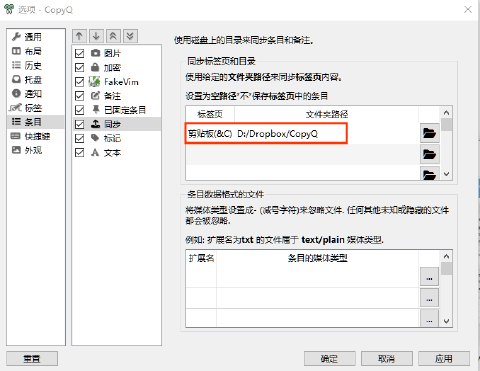 选项 - CopyQ
通用
布局
历史
托盘
通知
标签
条目
快捷键
外观
图片
加密
FakeVim
备注
已固定条目
同步
标记
文本
使用磁盘上的目录来同步条目和备注。
同步标签页和目录
使用给定的文件夹路径来同步标签页内容。
设置为空路径"不"保存标签页中的条目
标签页 文件夹路径
剪贴板(&C) D:/Dropbox/CopyQ
条目数据格式的文件
将媒体类型设置成- (减号字符)来忽略文件. 任何其他未知或隐藏的文件
都会被忽略.
例如: 扩展名为txt 的文件属于 text/plain 媒体类型.
扩展名 条目的媒体类型
...
...
...
重置 确定 取消 应用